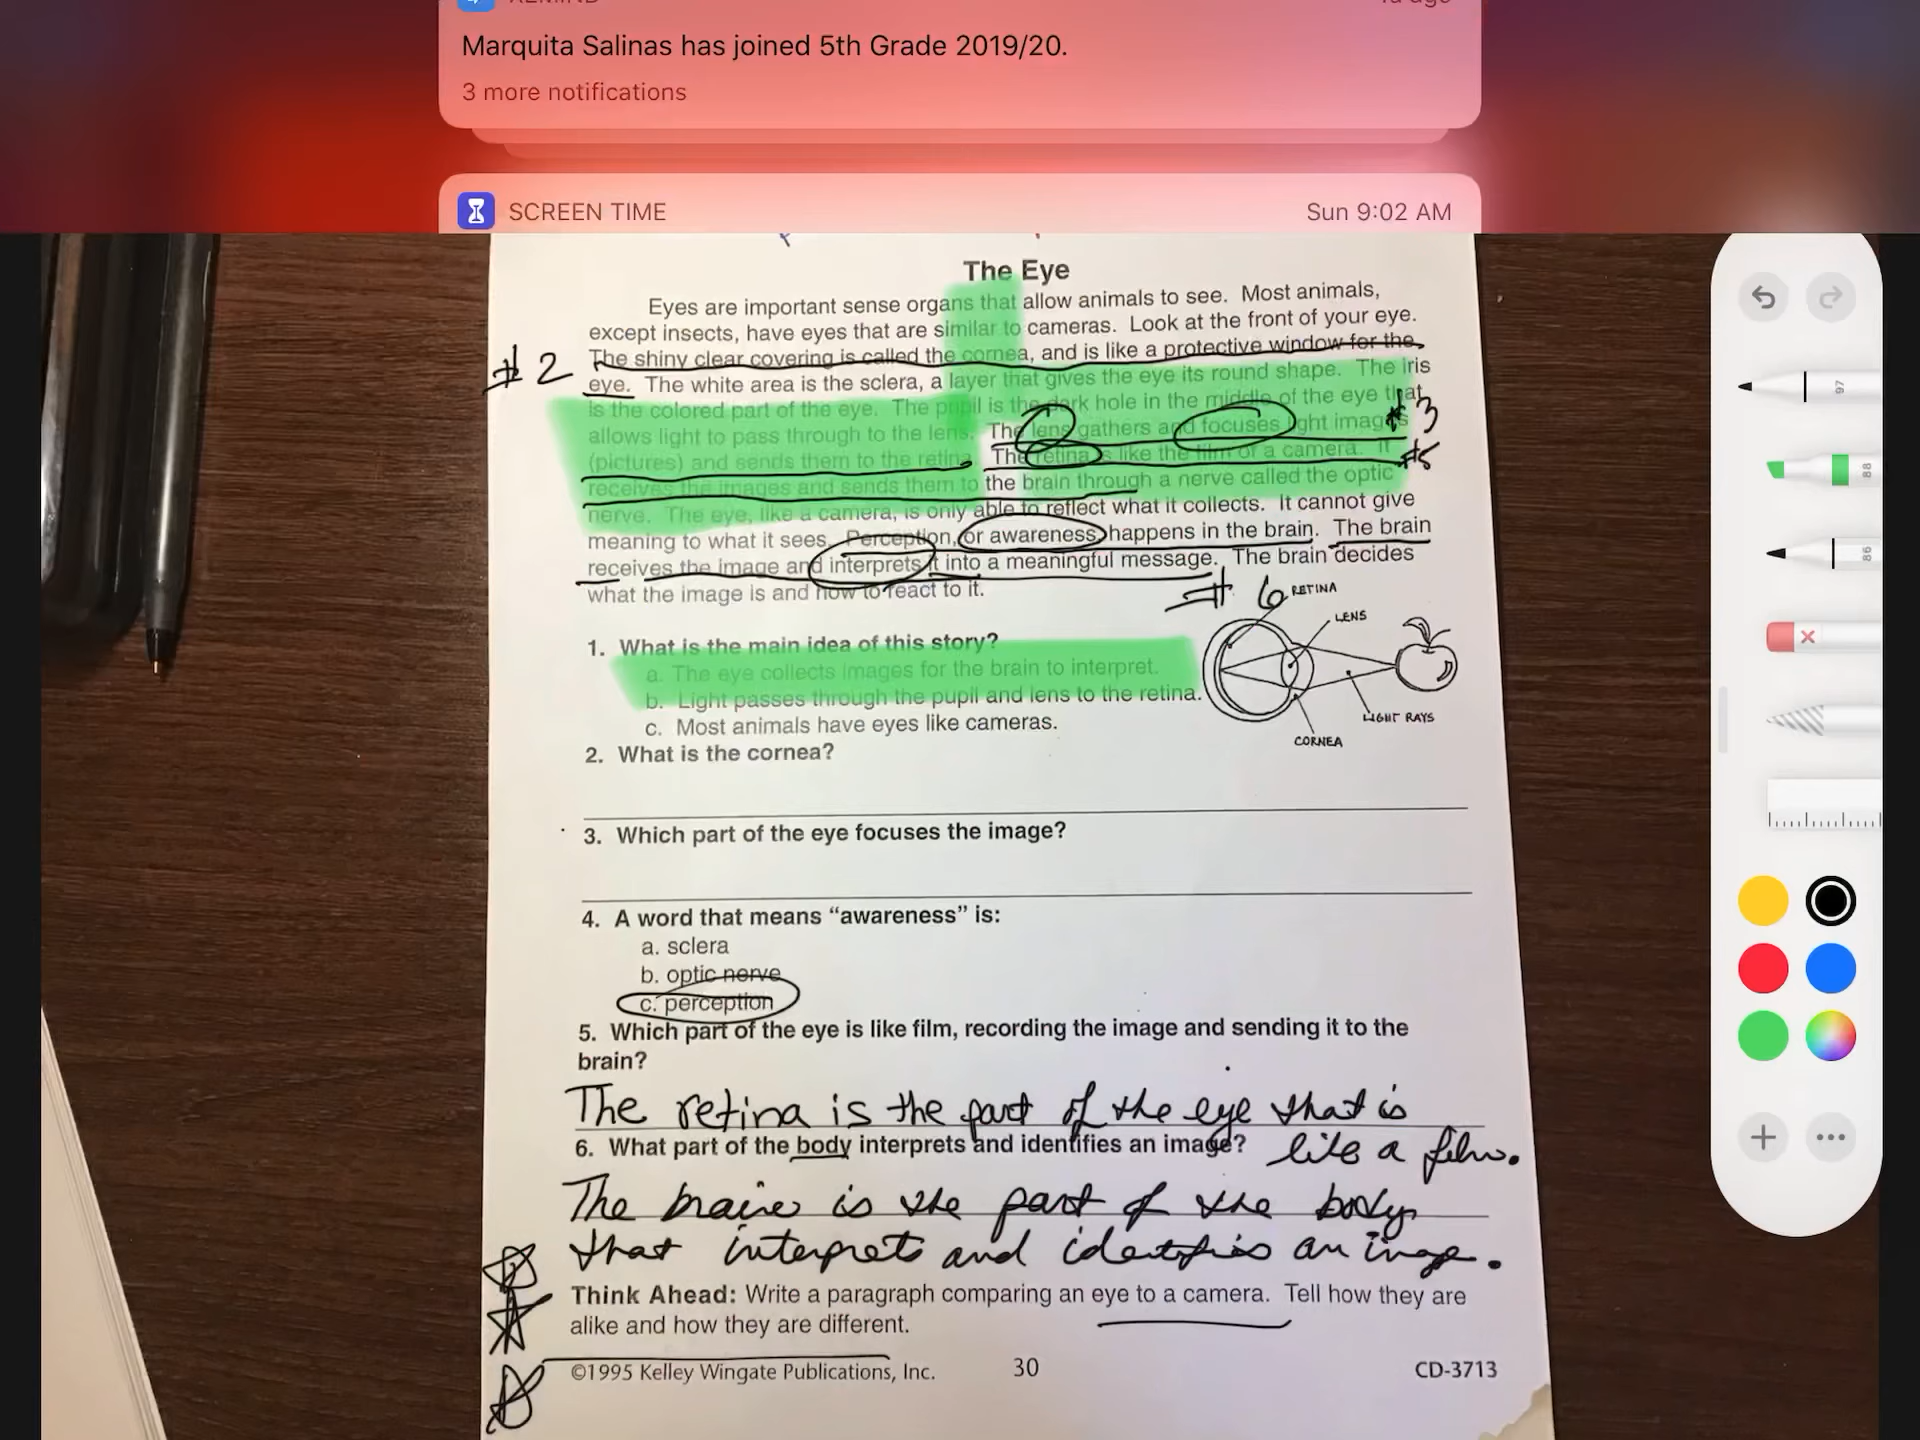 Marquita Salinas has joined 5th Grade 2019/20.
3 more notifications
SCREEN TIME Sun 9:02 AM
The Eye
Eyes are important sense organs that allow animals to see. Most animals,
except insects, have eyes that are similar to cameras. Look at the front of your eye.
# 2 The shiny clear covering is called the cornea, and is like a protective window for the
eye. The white area is the sclera, a layer that gives the eye its round shape. The iris
is the colored part of the eye. The pupil is the dark hole in the middle of the eye that
allows light to pass through to the lens. The lens gathers and focuses light images #3
(pictures) and sends them to the retina. The retina is like the film of a camera. It #5
receives the images and sends them to the brain through a nerve called the optic
nerve. The eye, like a camera, is only able to reflect what it collects. It cannot give
meaning to what it sees. Perception, or awareness, happens in the brain. The brain
receives the image and interprets it into a meaningful message. The brain decides
what the image is and how to react to it. # 6
RETINA
LENS
LIGHT RAYS
CORNEA
1. What is the main idea of this story?
a. The eye collects images for the brain to interpret.
b. Light passes through the pupil and lens to the retina.
c. Most animals have eyes like cameras.
2. What is the cornea?
3. Which part of the eye focuses the image?
4. A word that means “awareness” is:
a. sclera
b. optic nerve
c. perception
5. Which part of the eye is like film, recording the image and sending it to the
brain?
The retina is the part of the eye that is
like a film.
6. What part of the body interprets and identifies an image?
The brain is the part of the body
that interprets and identifies an image.
Think Ahead: Write a paragraph comparing an eye to a camera. Tell how they are
alike and how they are different.
©1995 Kelley Wingate Publications, Inc. 30 CD-3713
97
88
98